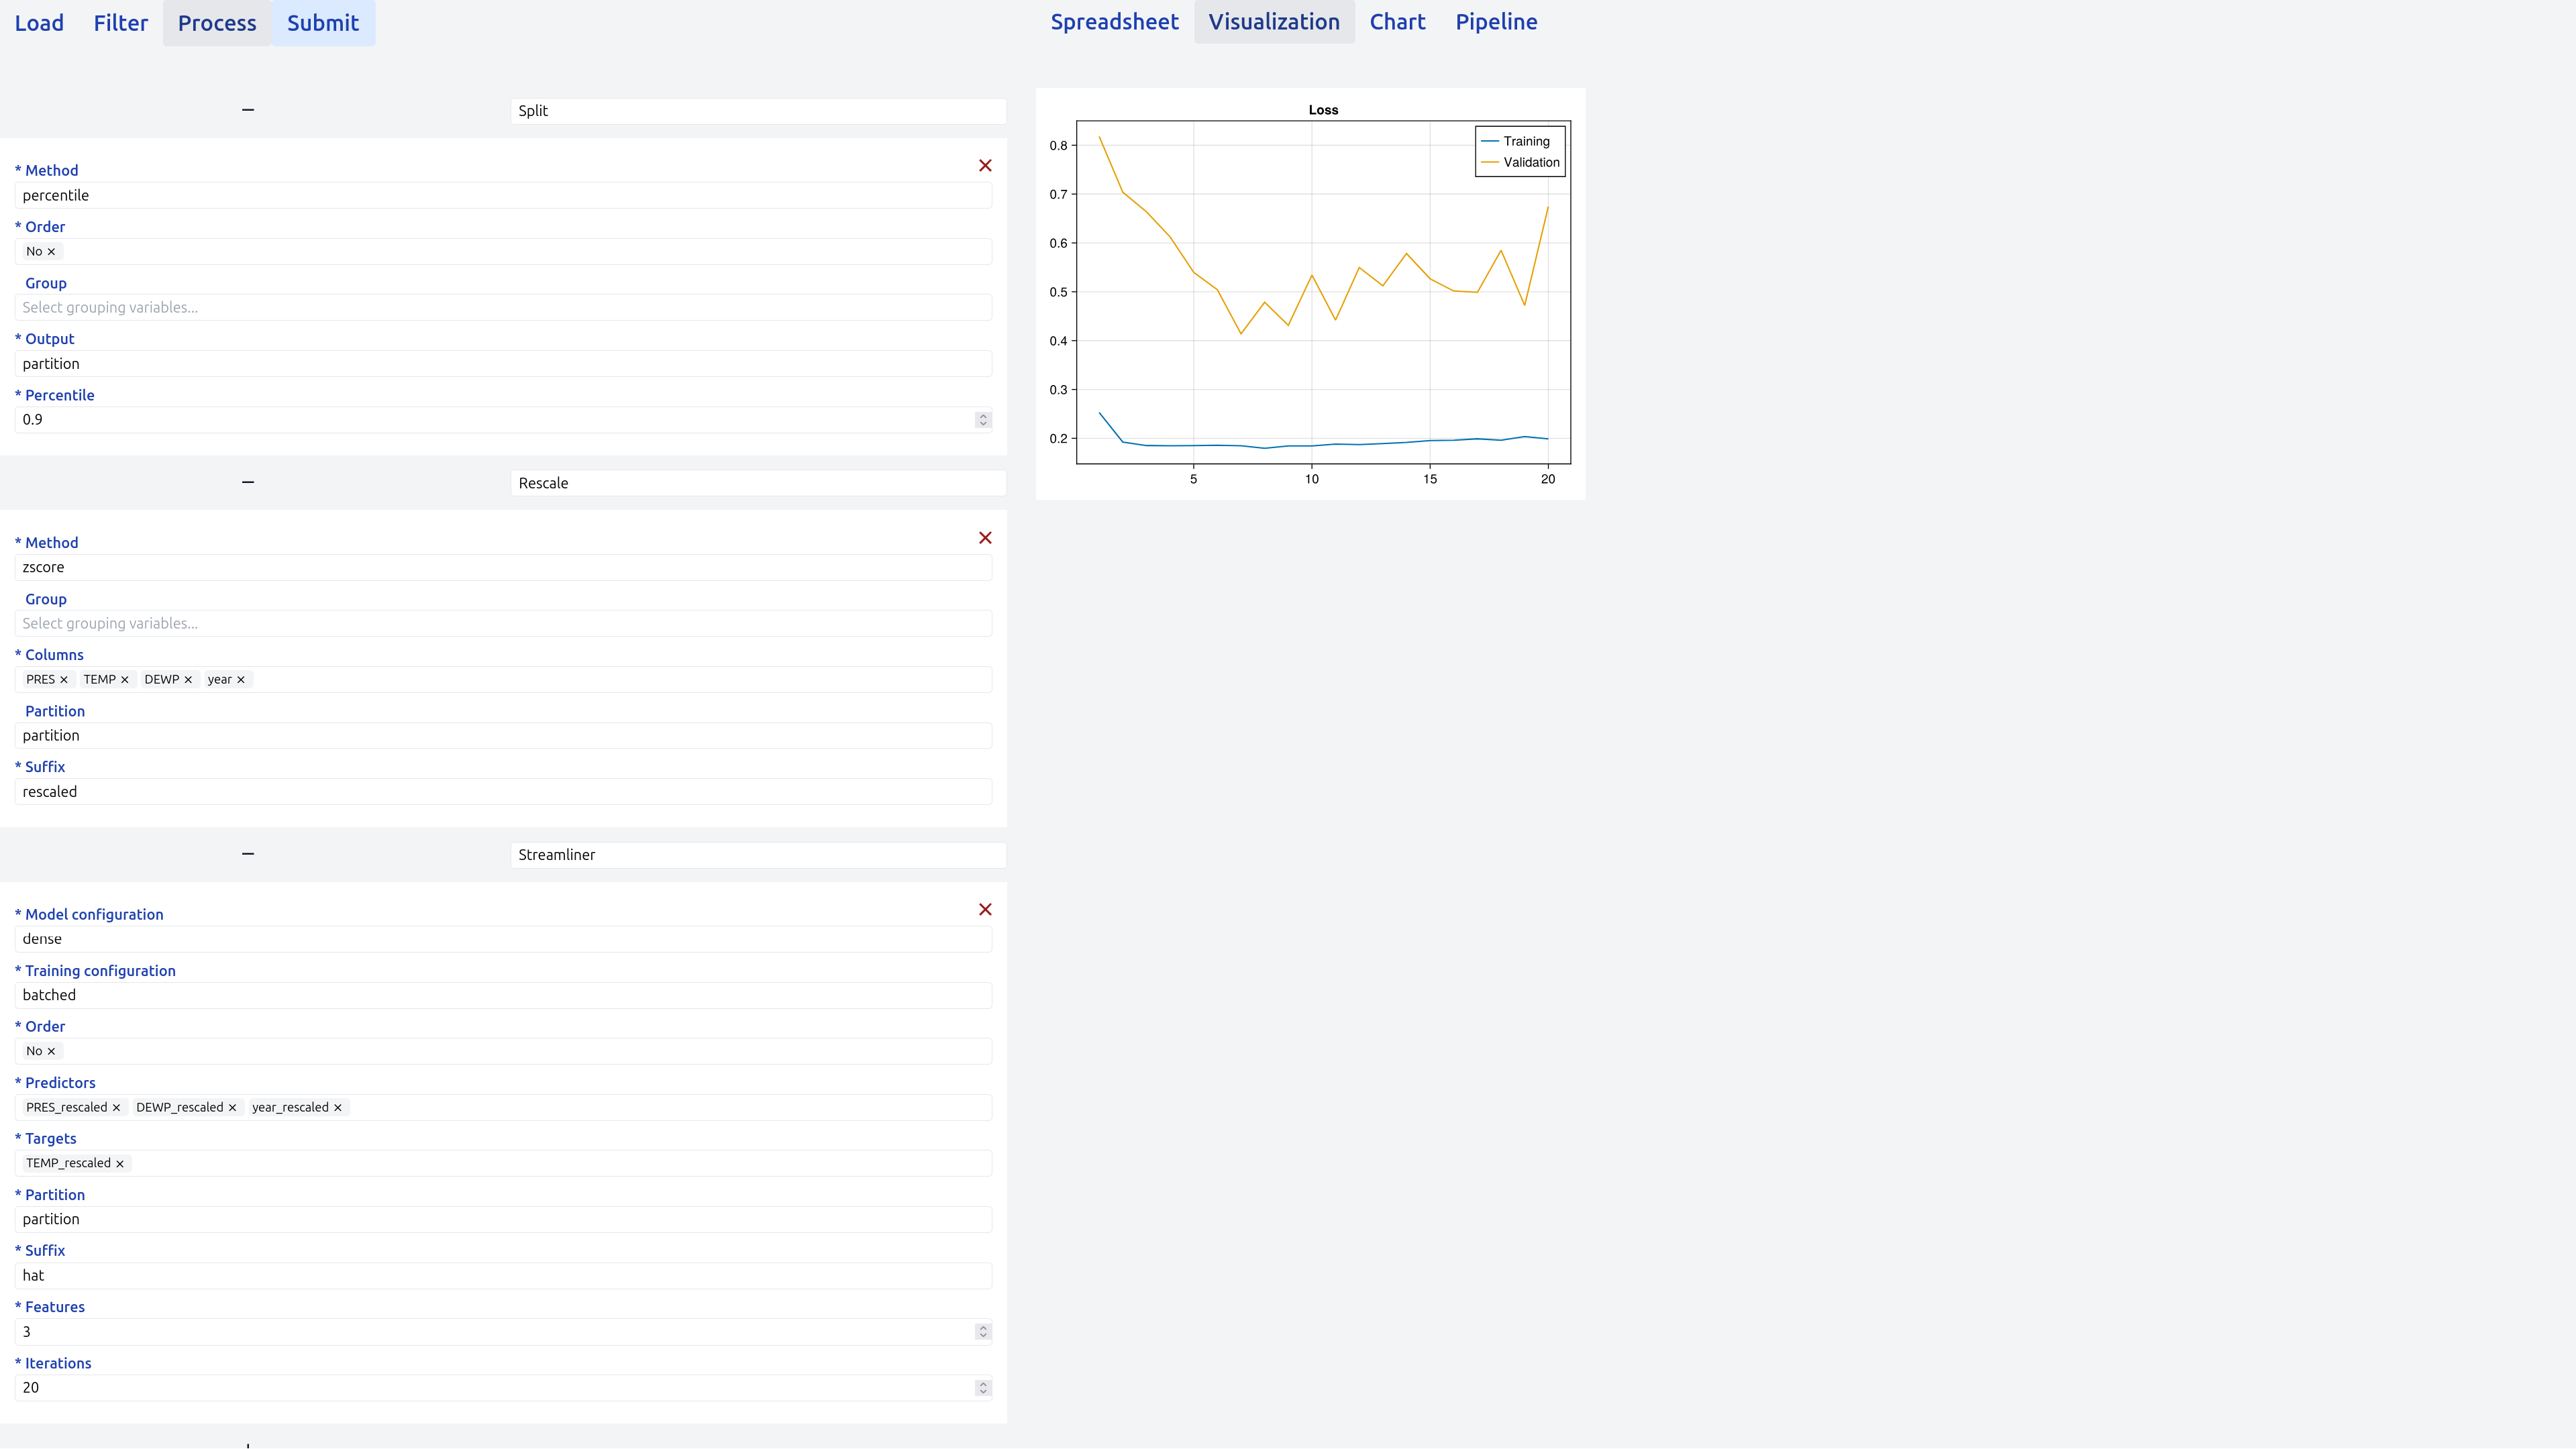 Load Filter Process Submit
Split
* Method
percentile
* Order
No ×
Group
Select grouping variables...
* Output
partition
* Percentile
0.9
Rescale
* Method
zscore
Group
Select grouping variables...
* Columns
PRES × TEMP × DEWP × year ×
Partition
partition
* Suffix
rescaled
Streamliner
* Model configuration
dense
* Training configuration
batched
* Order
No ×
* Predictors
PRES_rescaled × DEWP_rescaled × year_rescaled ×
* Targets
TEMP_rescaled ×
* Partition
partition
* Suffix
hat
* Features
3
* Iterations
20
Spreadsheet Visualization Chart Pipeline
Loss
Training
Validation
0.8
0.7
0.6
0.5
0.4
0.3
0.2
5 10 15 20